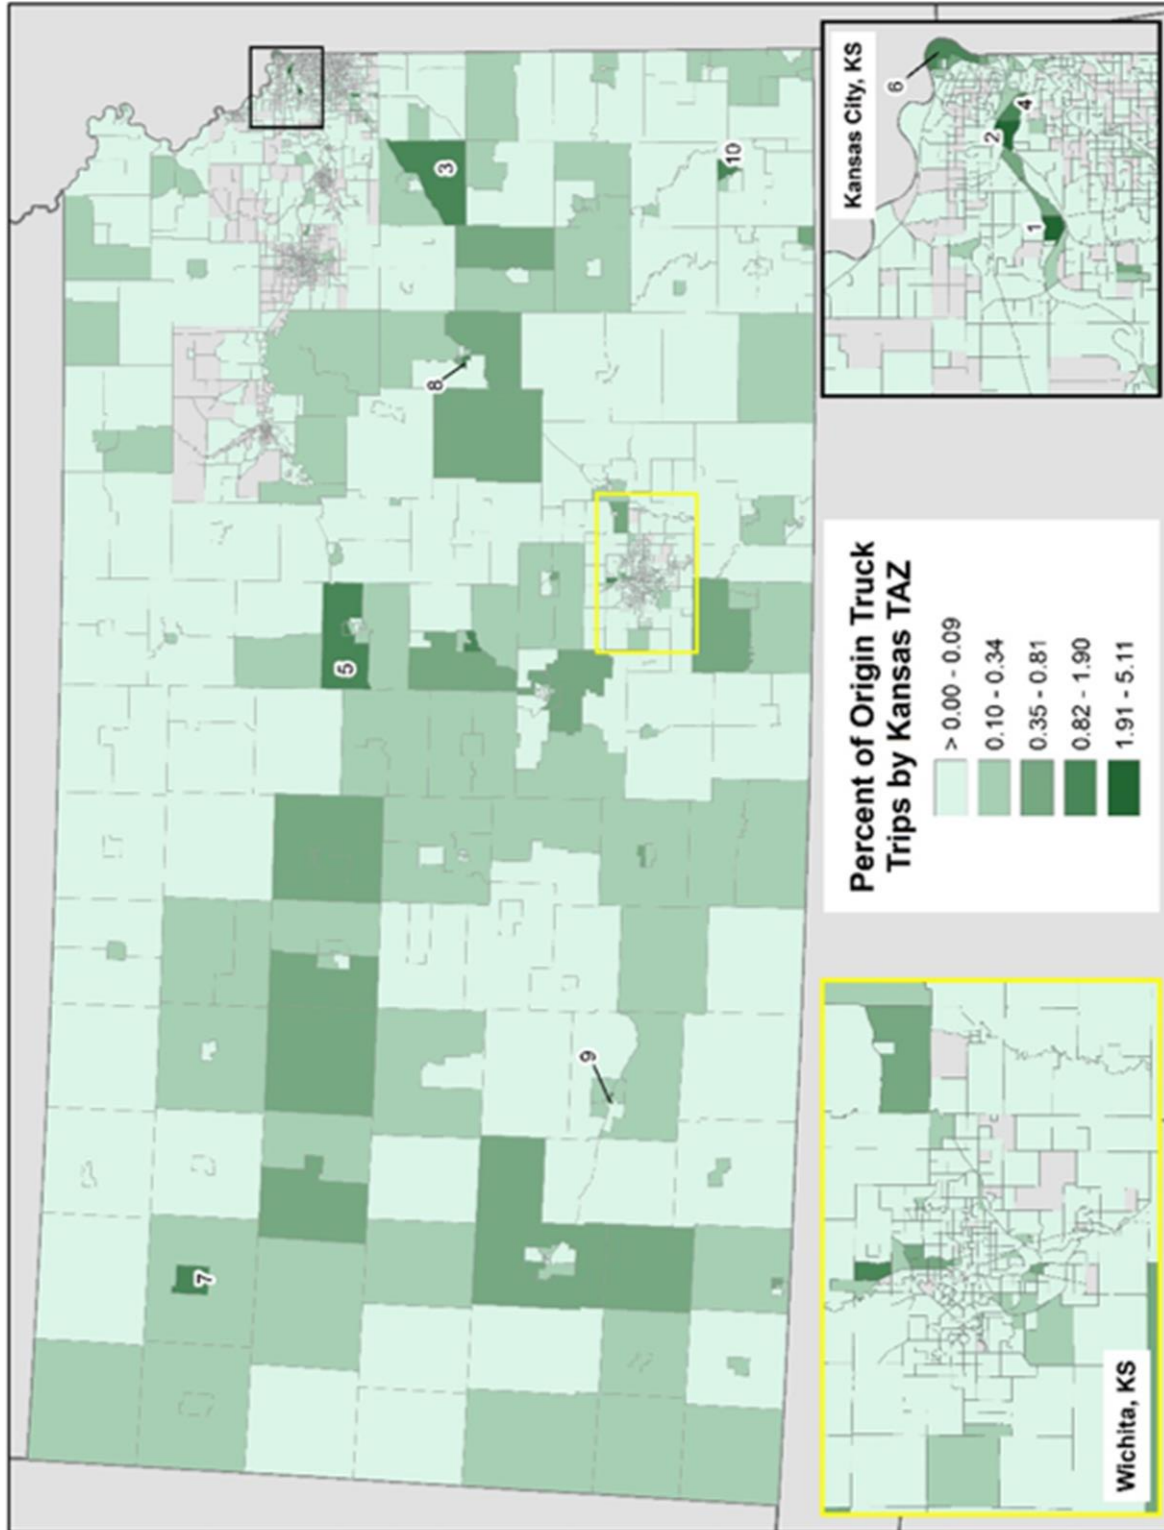 7
5
8
3
10
9
Wichita, KS
Percent of Origin Truck
Trips by Kansas TAZ
> 0.00 - 0.09
0.10 - 0.34
0.35 - 0.81
0.82 - 1.90
1.91 - 5.11
Kansas City, KS
6
2
4
1